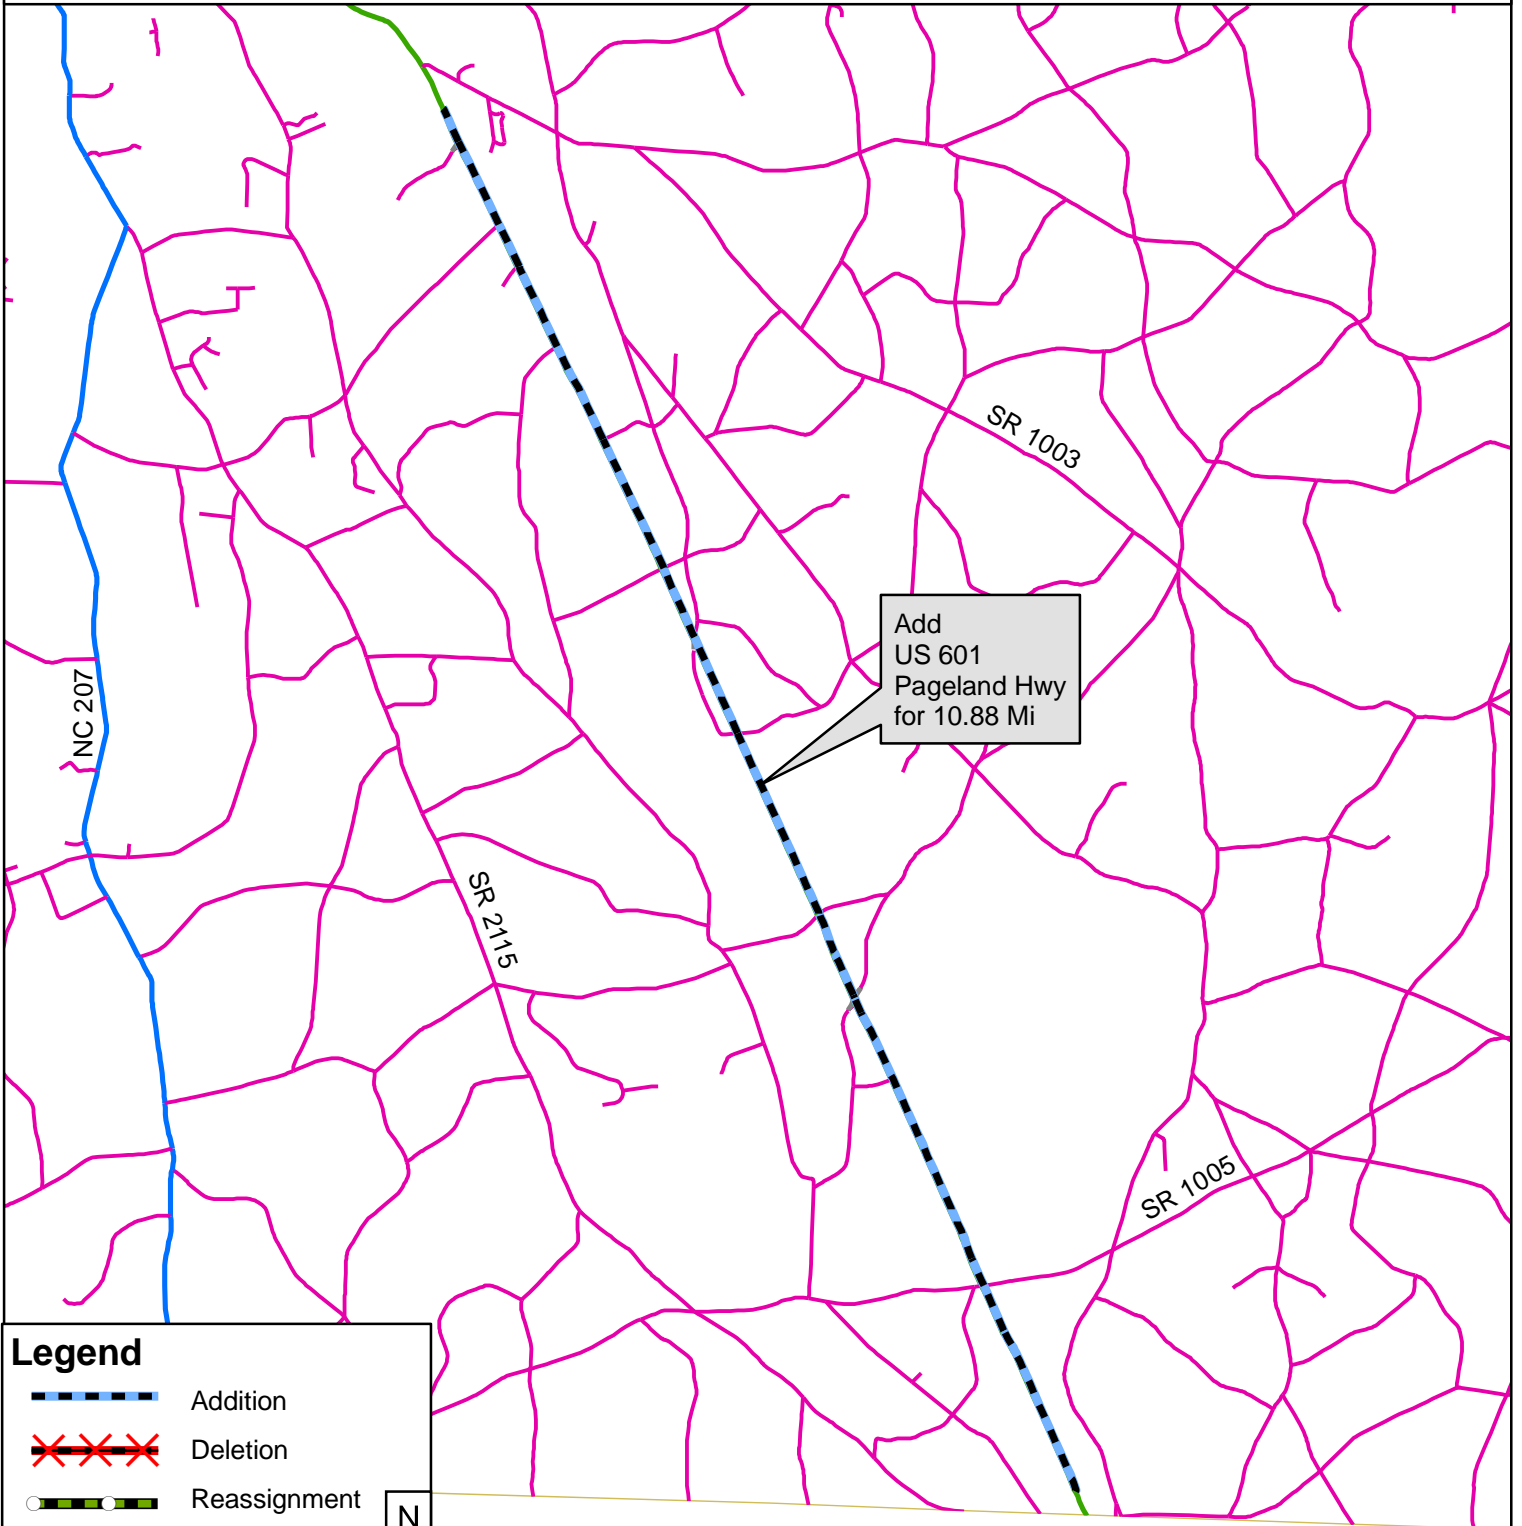 SR 1003
Add
US 601
Pageland Hwy
for 10.88 Mi
NC 207
SR 2115
SR 1005
Legend
Addition
Deletion
Reassignment
N